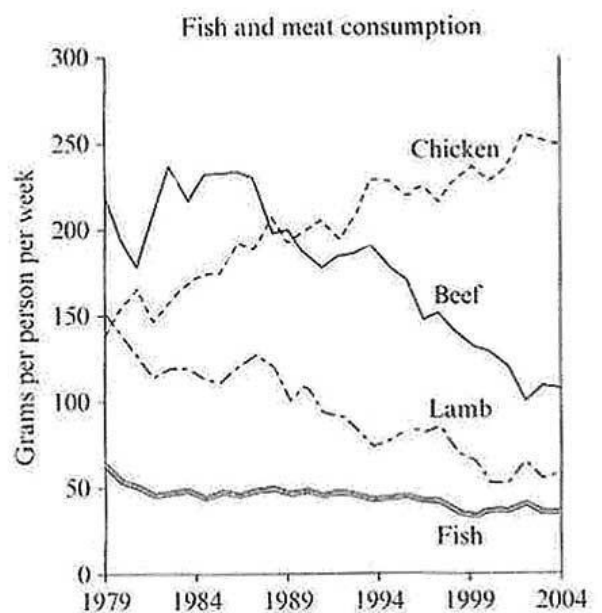 Fish and meat consumption
Grams per person per week
300
250
200
150
100
50
0
Chicken
Beef
Lamb
Fish
1979 1984 1989 1994 1999 2004